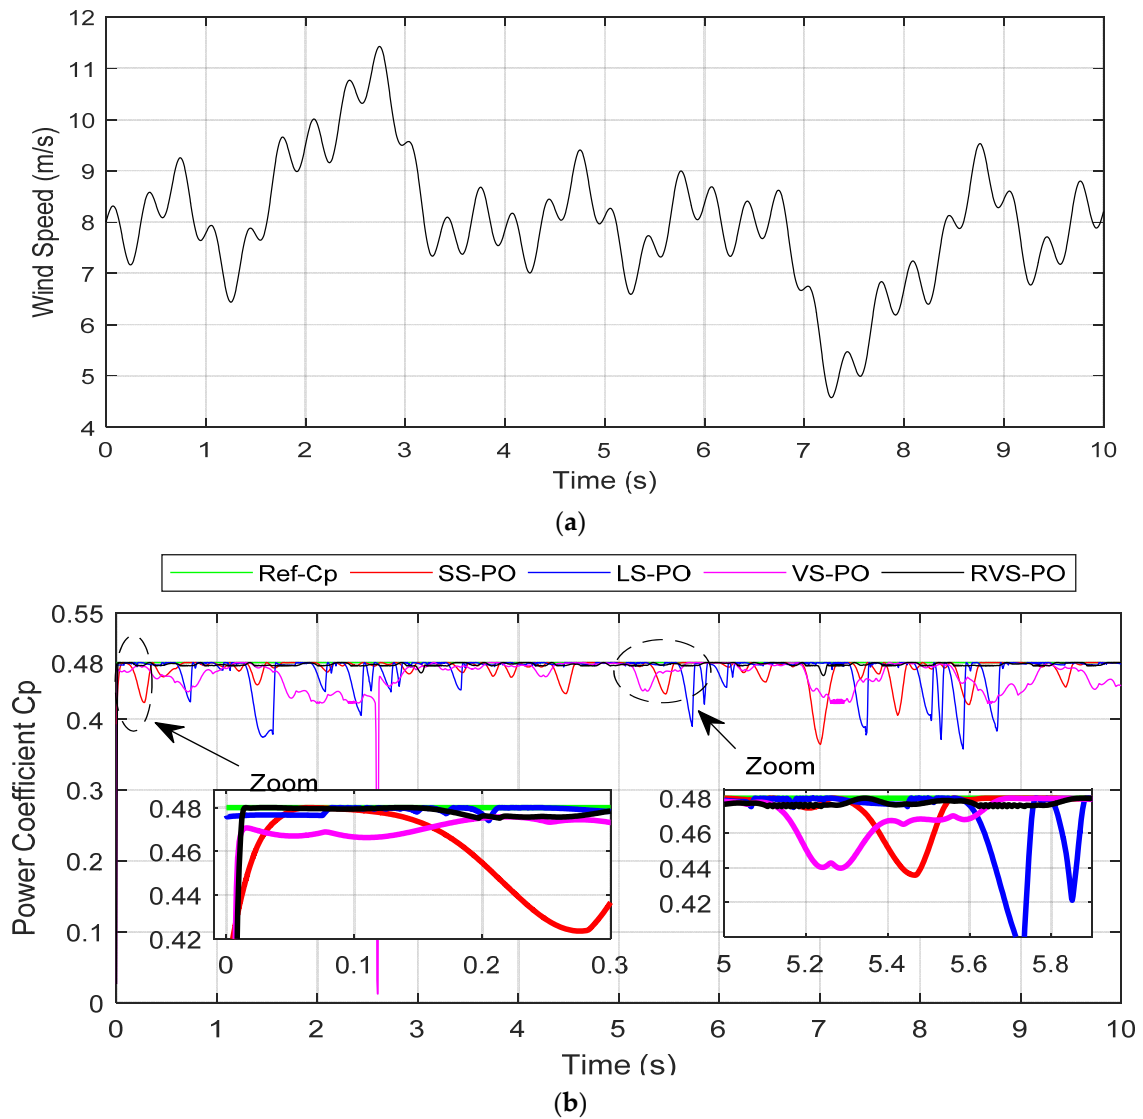 12
11
10
9
8
7
6
5
4
Wind Speed (m/s)
0 1 2 3 4 5 6 7 8 9 10
Time (s)
(a)
Ref-Cp SS-PO LS-PO VS-PO RVS-PO
0.55
0.48
0.4
0.3
0.2
0.1
0
Power Coefficient Cp
Zoom
Zoom
0.48
0.46
0.44
0.42
0 0.1 0.2 0.3
0.48
0.46
0.44
0.42
5 5.2 5.4 5.6 5.8
0 1 2 3 4 5 6 7 8 9 10
Time (s)
(b)